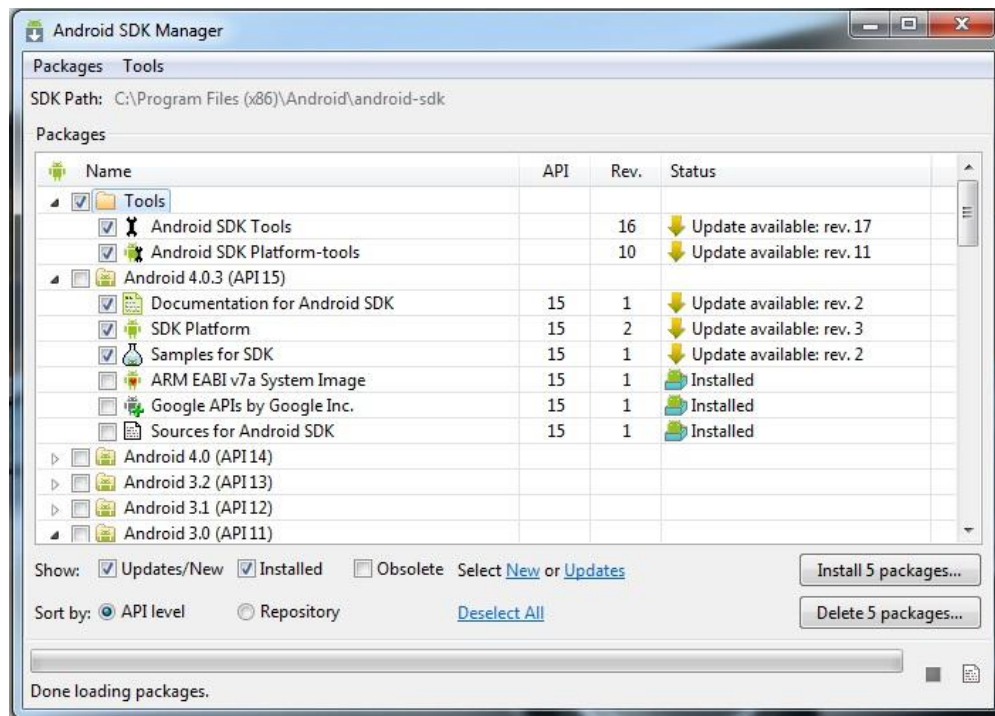 Android SDK Manager
Packages Tools
SDK Path: C:\Program Files (x86)\Android\android-sdk
Packages
Name API Rev. Status
Tools
Android SDK Tools 16 Update available: rev. 17
Android SDK Platform-tools 10 Update available: rev. 11
Android 4.0.3 (API 15)
Documentation for Android SDK 15 1 Update available: rev. 2
SDK Platform 15 2 Update available: rev. 3
Samples for SDK 15 1 Update available: rev. 2
ARM EABI v7a System Image 15 1 Installed
Google APIs by Google Inc. 15 1 Installed
Sources for Android SDK 15 1 Installed
Android 4.0 (API 14)
Android 3.2 (API 13)
Android 3.1 (API 12)
Android 3.0 (API 11)
Show: Updates/New Installed Obsolete Select New or Updates Install 5 packages...
Sort by: API level Repository Deselect All Delete 5 packages...
Done loading packages.